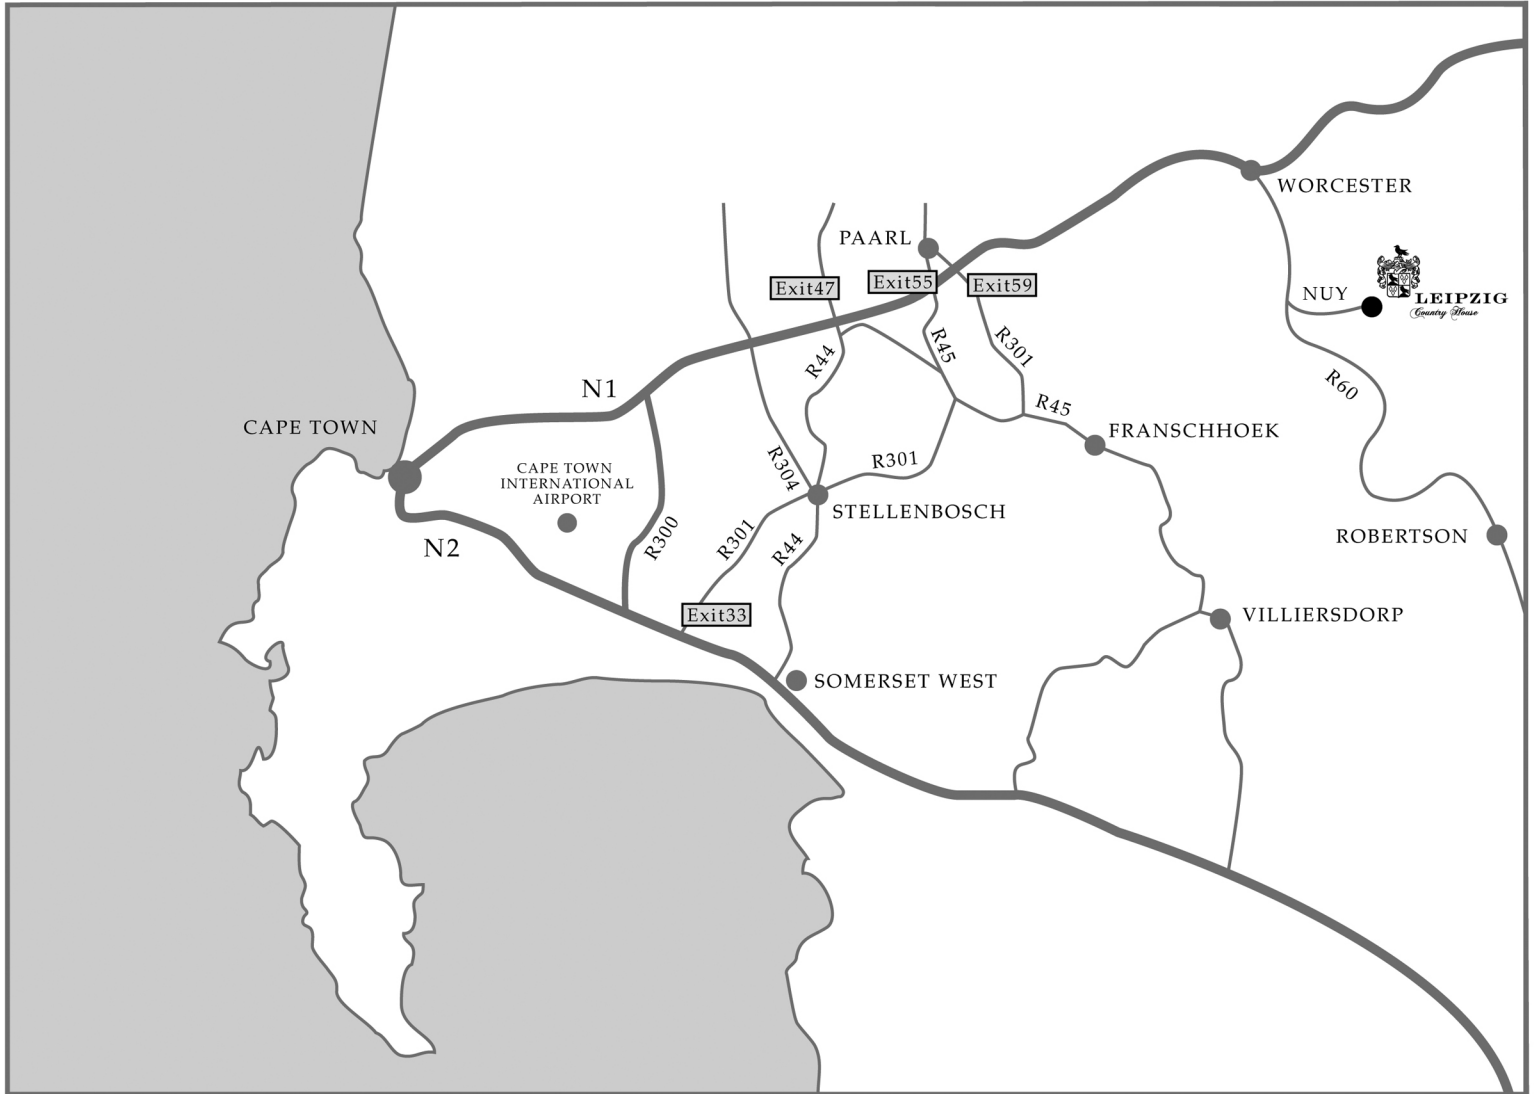 WORCESTER
PAARL
Exit47
Exit55
Exit59
NUY
LEIPZIG
Country House
R44
R45
R301
R60
N1
R45
CAPE TOWN
FRANSCHHOEK
R304
R301
CAPE TOWN
INTERNATIONAL
AIRPORT
STELLENBOSCH
N2
R300
R301
R44
ROBERTSON
Exit33
VILLIERSDORP
SOMERSET WEST